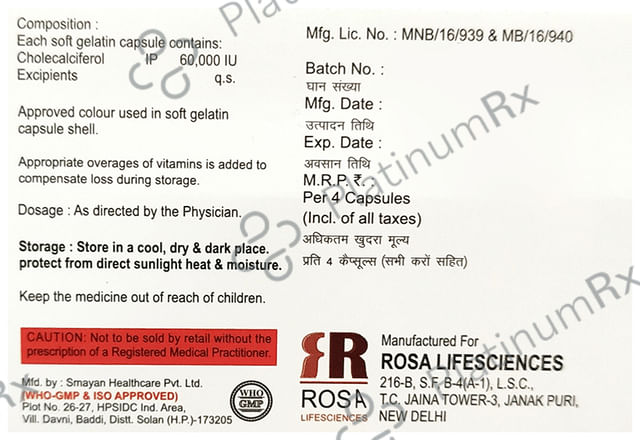 Composition :
Each soft gelatin capsule contains:
Cholecalciferol IP 60,000 IU
Excipients q.s.
Approved colour used in soft gelatin
capsule shell.
Appropriate overages of vitamins is added to
compensate loss during storage.
Dosage : As directed by the Physician.
Storage : Store in a cool, dry & dark place.
protect from direct sunlight heat & moisture.
Keep the medicine out of reach of children.
CAUTION: Not to be sold by retail without the
prescription of a Registered Medical Practitioner.
Mfd. by : Smayan Healthcare Pvt. Ltd.
(WHO-GMP & ISO APPROVED)
Plot No. 26-27, HPSIDC Ind. Area,
Vill. Davni, Baddi, Distt. Solan (H.P.)-173205
WHO
GMP
Mfg. Lic. No. : MNB/16/939 & MB/16/940
Batch No. :
घान संख्या
Mfg. Date :
उत्पादन तिथि
Exp. Date :
अवसान तिथि
M.R.P. ₹. :
Per 4 Capsules
(Incl. of all taxes)
अधिकतम खुदरा मूल्य
प्रति 4 कैप्सूल्स (सभी करों सहित)
RR
ROSA
LIFESCIENCES
Manufactured For
ROSA LIFESCIENCES
216-B, S.F. B-4(A-1), L.S.C.,
T.C. JAINA TOWER-3, JANAK PURI,
NEW DELHI
PlatinumRx
PlatinumRx
PlatinumRx
PlatinumRx
Rx